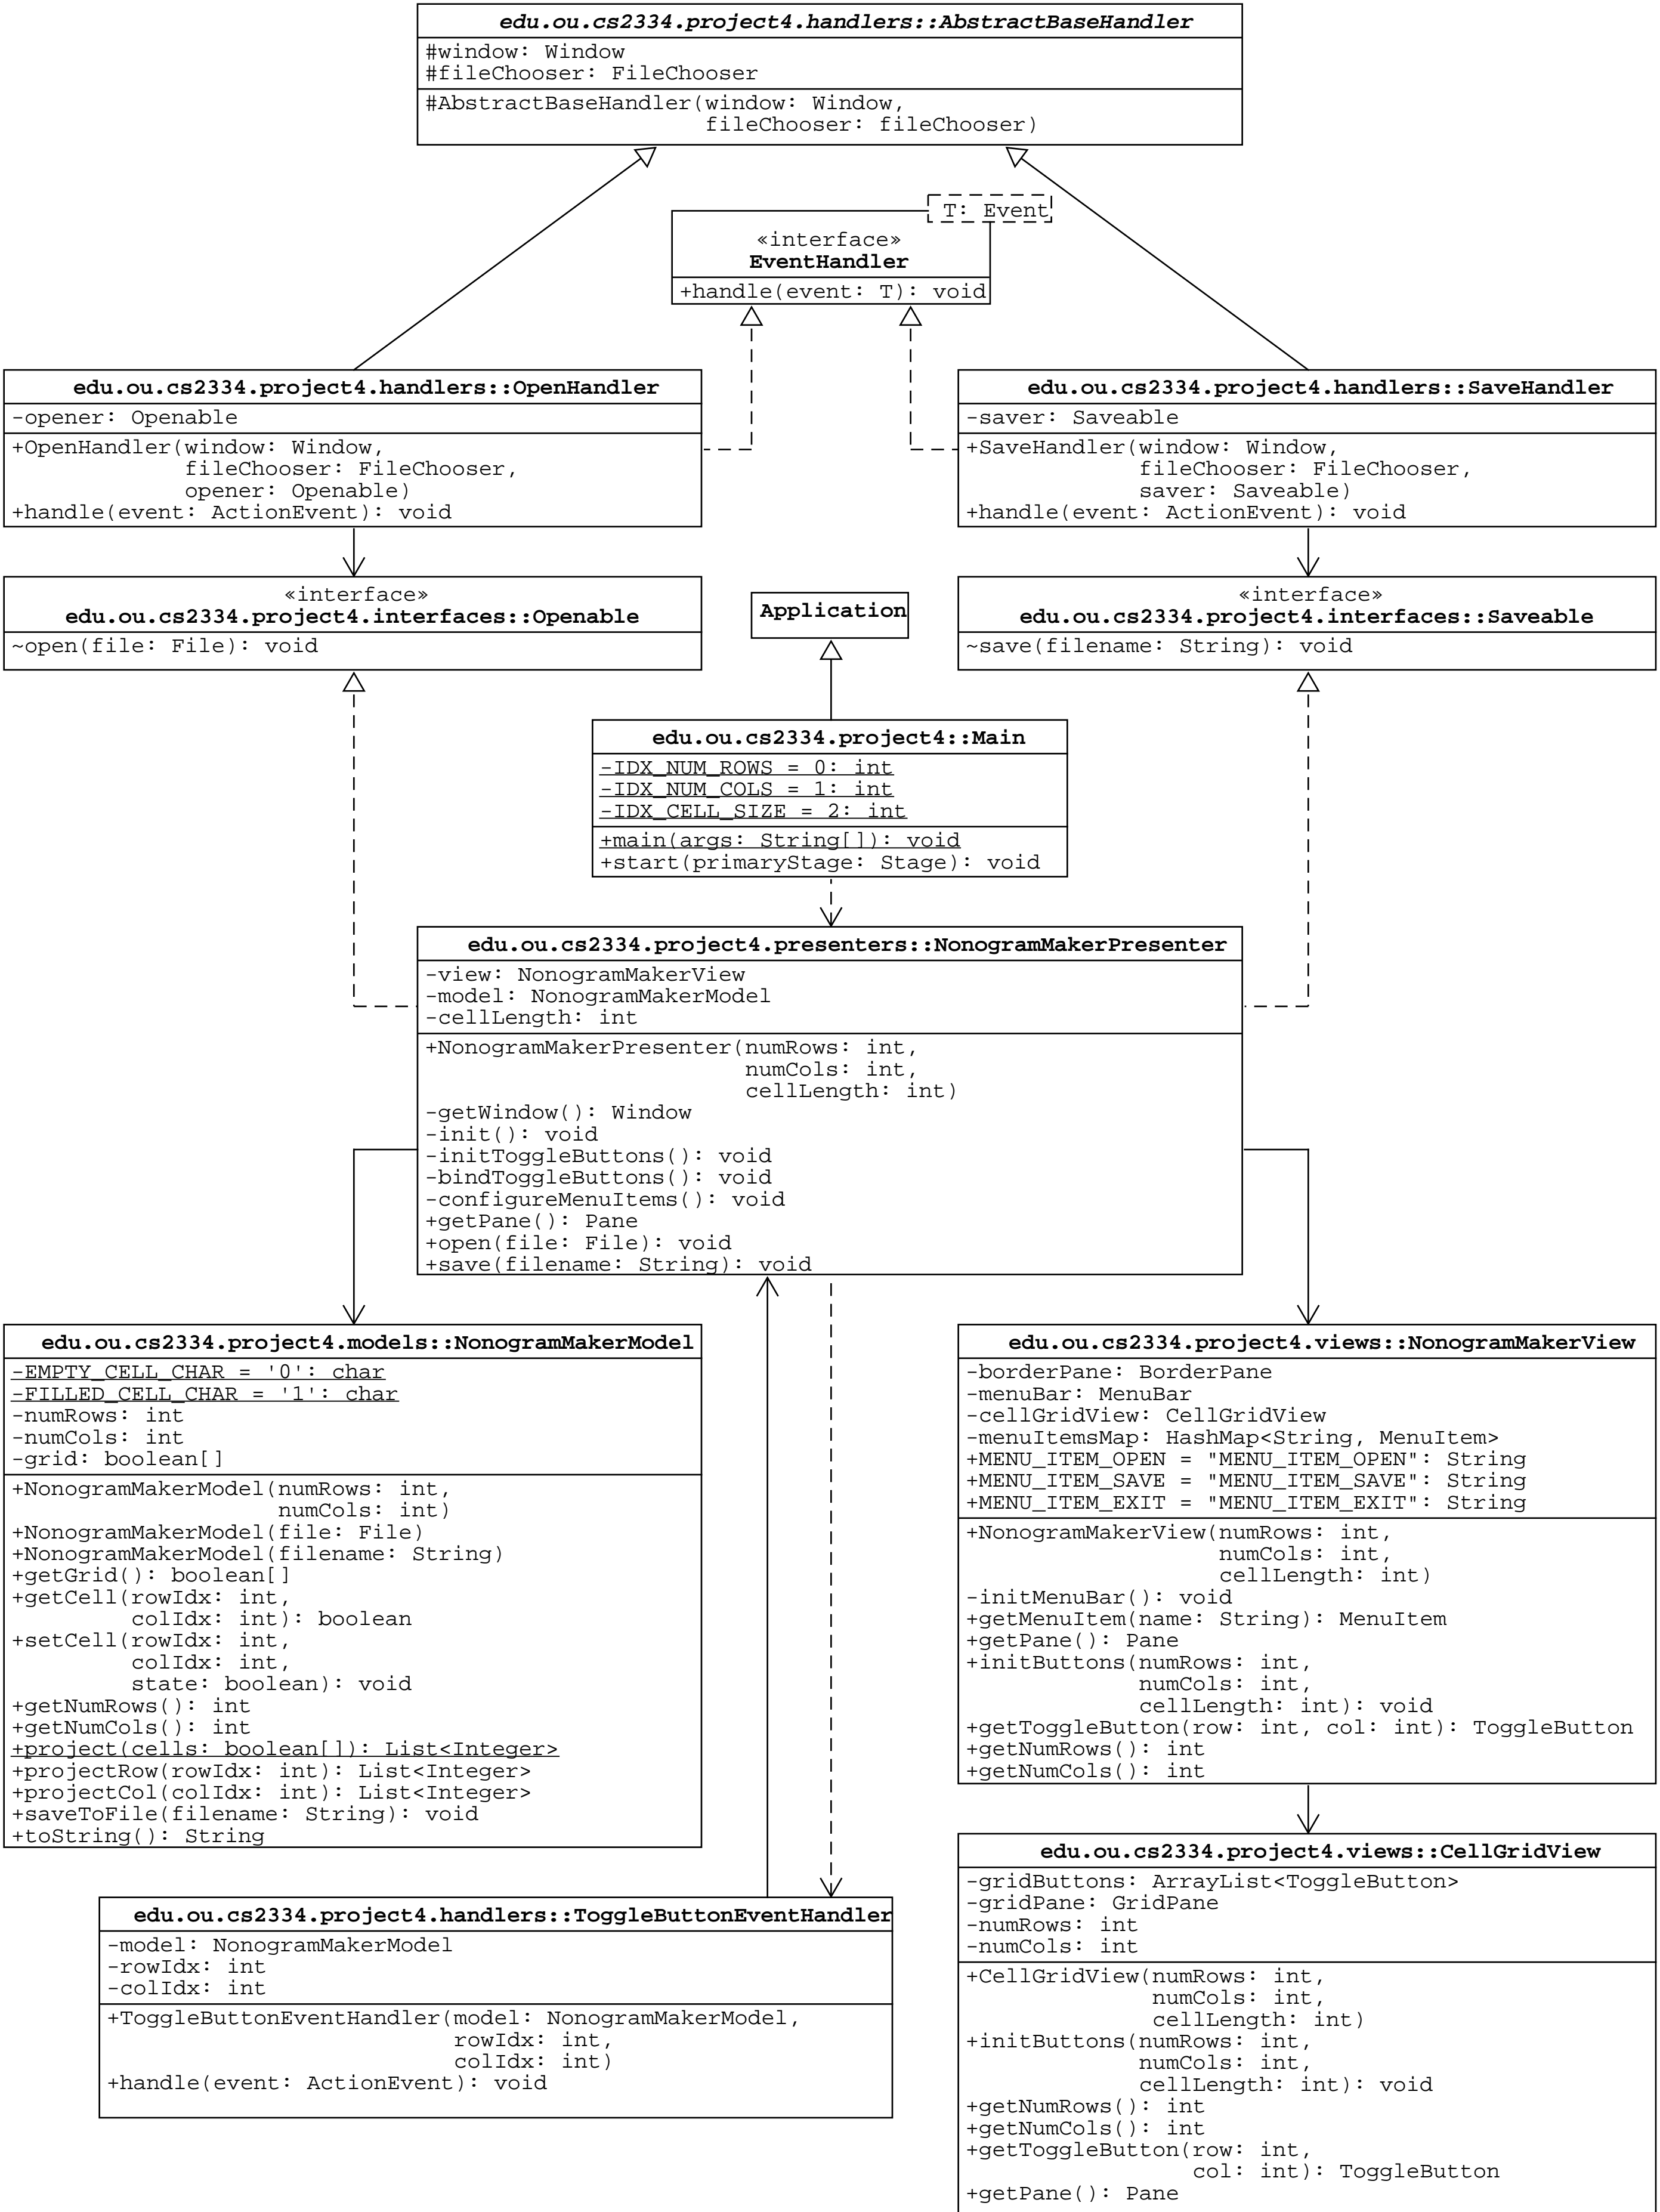 edu.ou.cs2334.project4.handlers::AbstractBaseHandler
#window: Window
#fileChooser: FileChooser
#AbstractBaseHandler(window: Window,
fileChooser: fileChooser)
T: Event
«interface»
EventHandler
+handle(event: T): void
edu.ou.cs2334.project4.handlers::OpenHandler
-opener: Openable
+OpenHandler(window: Window,
fileChooser: FileChooser,
opener: Openable)
+handle(event: ActionEvent): void
edu.ou.cs2334.project4.handlers::SaveHandler
-saver: Saveable
+SaveHandler(window: Window,
fileChooser: FileChooser,
saver: Saveable)
+handle(event: ActionEvent): void
«interface»
edu.ou.cs2334.project4.interfaces::Openable
~open(file: File): void
Application
«interface»
edu.ou.cs2334.project4.interfaces::Saveable
~save(filename: String): void
edu.ou.cs2334.project4::Main
-IDX_NUM_ROWS = 0: int
-IDX_NUM_COLS = 1: int
-IDX_CELL_SIZE = 2: int
+main(args: String[]): void
+start(primaryStage: Stage): void
edu.ou.cs2334.project4.presenters::NonogramMakerPresenter
-view: NonogramMakerView
-model: NonogramMakerModel
-cellLength: int
+NonogramMakerPresenter(numRows: int,
numCols: int,
cellLength: int)
-getWindow(): Window
-init(): void
-initToggleButtons(): void
-bindToggleButtons(): void
-configureMenuItems(): void
+getPane(): Pane
+open(file: File): void
+save(filename: String): void
edu.ou.cs2334.project4.models::NonogramMakerModel
-EMPTY_CELL_CHAR = '0': char
-FILLED_CELL_CHAR = '1': char
-numRows: int
-numCols: int
-grid: boolean[]
+NonogramMakerModel(numRows: int,
numCols: int)
+NonogramMakerModel(file: File)
+NonogramMakerModel(filename: String)
+getGrid(): boolean[]
+getCell(rowIdx: int,
colIdx: int): boolean
+setCell(rowIdx: int,
colIdx: int,
state: boolean): void
+getNumRows(): int
+getNumCols(): int
+project(cells: boolean[]): List<Integer>
+projectRow(rowIdx: int): List<Integer>
+projectCol(colIdx: int): List<Integer>
+saveToFile(filename: String): void
+toString(): String
edu.ou.cs2334.project4.views::NonogramMakerView
-borderPane: BorderPane
-menuBar: MenuBar
-cellGridView: CellGridView
-menuItemsMap: HashMap<String, MenuItem>
+MENU_ITEM_OPEN = "MENU_ITEM_OPEN": String
+MENU_ITEM_SAVE = "MENU_ITEM_SAVE": String
+MENU_ITEM_EXIT = "MENU_ITEM_EXIT": String
+NonogramMakerView(numRows: int,
numCols: int,
cellLength: int)
-initMenuBar(): void
+getMenuItem(name: String): MenuItem
+getPane(): Pane
+initButtons(numRows: int,
numCols: int,
cellLength: int): void
+getToggleButton(row: int, col: int): ToggleButton
+getNumRows(): int
+getNumCols(): int
edu.ou.cs2334.project4.handlers::ToggleButtonEventHandler
-model: NonogramMakerModel
-rowIdx: int
-colIdx: int
+ToggleButtonEventHandler(model: NonogramMakerModel,
rowIdx: int,
colIdx: int)
+handle(event: ActionEvent): void
edu.ou.cs2334.project4.views::CellGridView
-gridButtons: ArrayList<ToggleButton>
-gridPane: GridPane
-numRows: int
-numCols: int
+CellGridView(numRows: int,
numCols: int,
cellLength: int)
+initButtons(numRows: int,
numCols: int,
cellLength: int): void
+getNumRows(): int
+getNumCols(): int
+getToggleButton(row: int,
col: int): ToggleButton
+getPane(): Pane